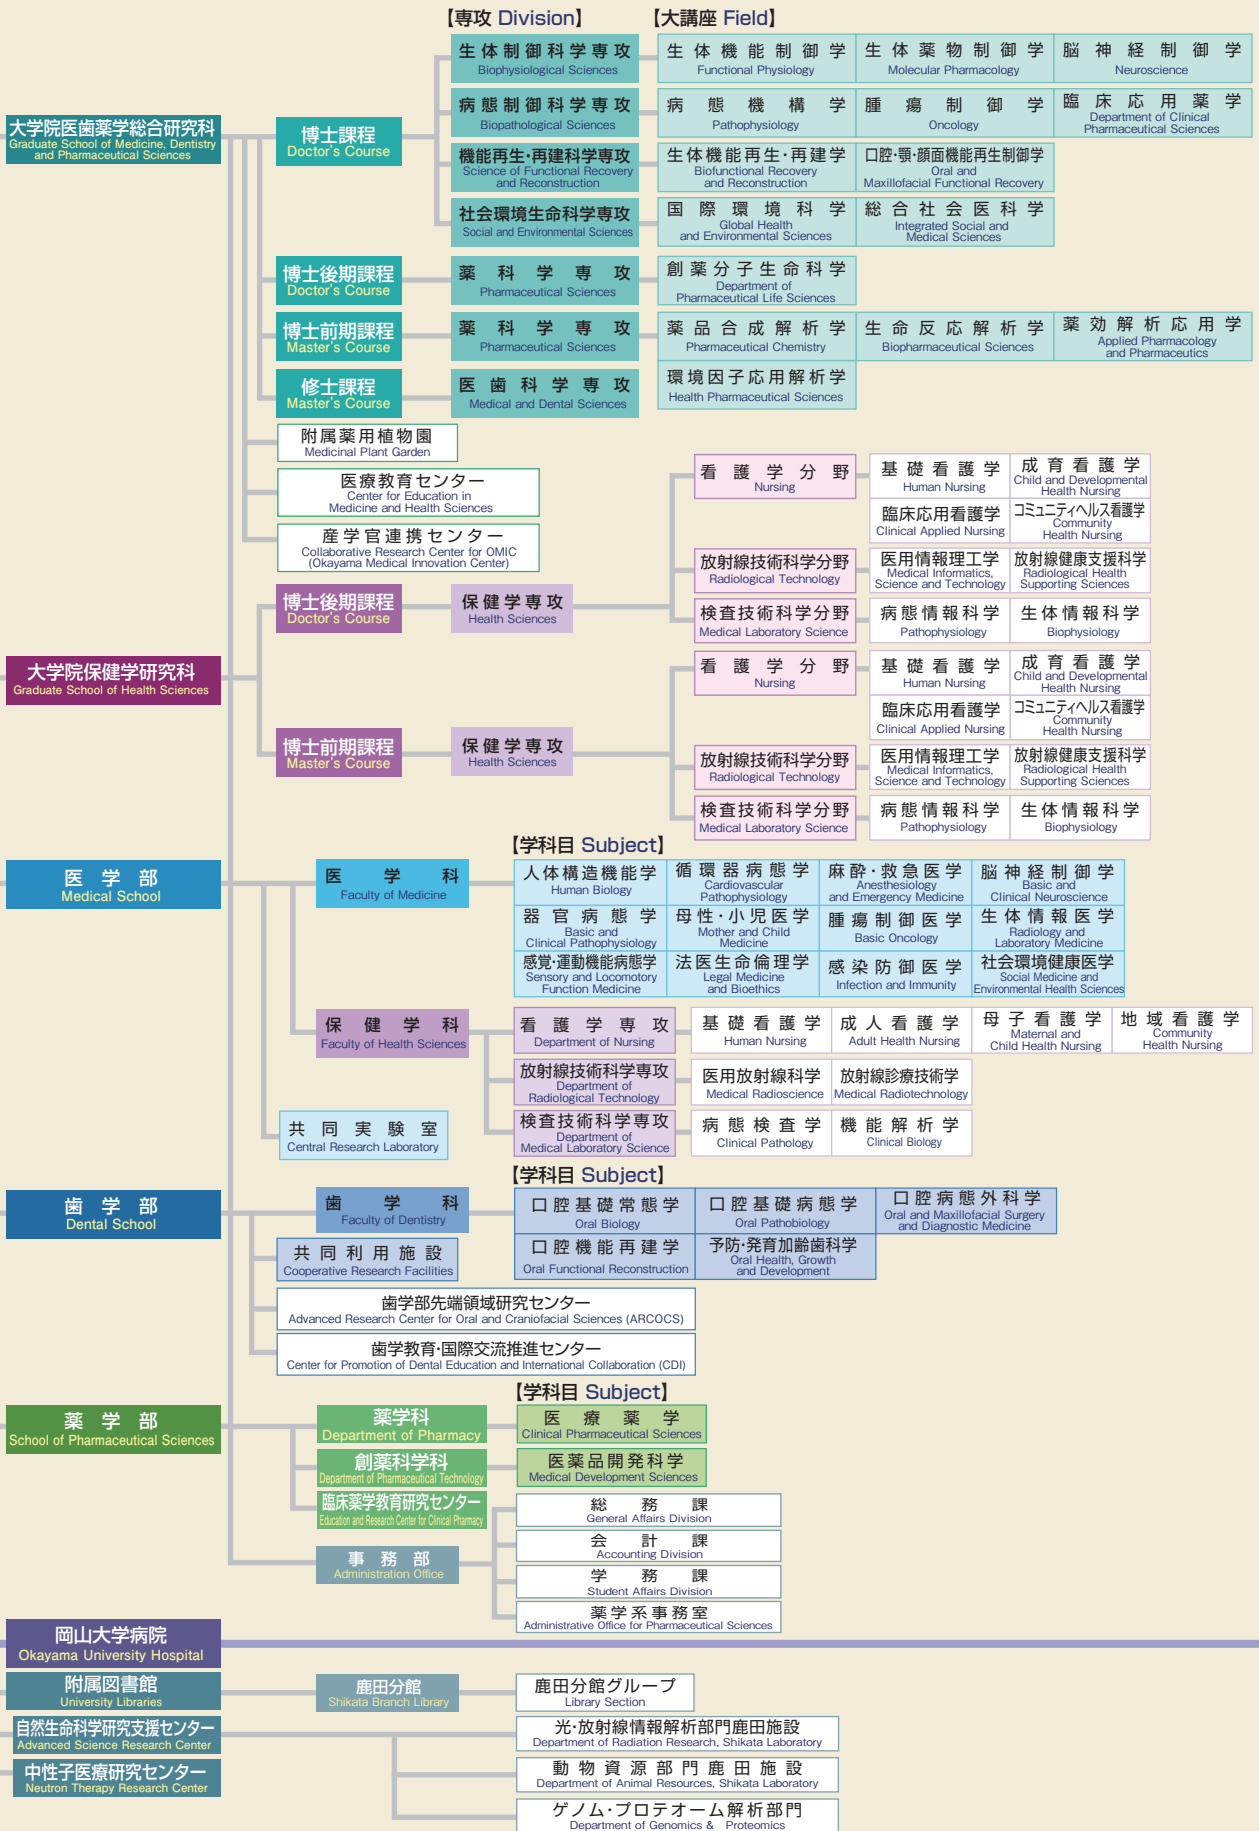 【専攻 Division】
【大講座 Field】
大学院医歯薬学総合研究科
Graduate School of Medicine, Dentistry
and Pharmaceutical Sciences
博士課程
Doctor's Course
生体制御科学専攻
Biophysiological Sciences
生体機能制御学
Functional Physiology
生体薬物制御学
Molecular Pharmacology
脳神経制御学
Neuroscience
病態制御科学専攻
Biopathological Sciences
病態機構学
Pathophysiology
腫瘍制御学
Oncology
臨床応用薬学
Department of Clinical
Pharmaceutical Sciences
機能再生・再建科学専攻
Science of Functional Recovery
and Reconstruction
生体機能再生・再建学
Biofunctional Recovery
and Reconstruction
口腔・顎・顔面機能再生制御学
Oral and
Maxillofacial Functional Recovery
社会環境生命科学専攻
Social and Environmental Sciences
国際環境科学
Global Health
and Environmental Sciences
総合社会医科学
Integrated Social and
Medical Sciences
博士後期課程
Doctor's Course
薬科学専攻
Pharmaceutical Sciences
創薬分子生命科学
Department of
Pharmaceutical Life Sciences
博士前期課程
Master's Course
薬科学専攻
Pharmaceutical Sciences
薬品合成解析学
Pharmaceutical Chemistry
生命反応解析学
Biopharmaceutical Sciences
薬効解析応用学
Applied Pharmacology
and Pharmaceutics
環境因子応用解析学
Health Pharmaceutical Sciences
修士課程
Master's Course
医歯科学専攻
Medical and Dental Sciences
附属薬用植物園
Medicinal Plant Garden
医療教育センター
Center for Education in
Medicine and Health Sciences
産学官連携センター
Collaborative Research Center for OMIC
(Okayama Medical Innovation Center)
大学院保健学研究科
Graduate School of Health Sciences
博士後期課程
Doctor's Course
保健学専攻
Health Sciences
看護学分野
Nursing
基礎看護学
Human Nursing
成育看護学
Child and Developmental
Health Nursing
臨床応用看護学
Clinical Applied Nursing
コミュニティヘルス看護学
Community
Health Nursing
放射線技術科学分野
Radiological Technology
医用情報理工学
Medical Informatics,
Science and Technology
放射線健康支援科学
Radiological Health
Supporting Sciences
検査技術科学分野
Medical Laboratory Science
病態情報科学
Pathophysiology
生体情報科学
Biophysiology
博士前期課程
Master's Course
保健学専攻
Health Sciences
看護学分野
Nursing
基礎看護学
Human Nursing
成育看護学
Child and Developmental
Health Nursing
臨床応用看護学
Clinical Applied Nursing
コミュニティヘルス看護学
Community
Health Nursing
放射線技術科学分野
Radiological Technology
医用情報理工学
Medical Informatics,
Science and Technology
放射線健康支援科学
Radiological Health
Supporting Sciences
検査技術科学分野
Medical Laboratory Science
病態情報科学
Pathophysiology
生体情報科学
Biophysiology
【学科目 Subject】
医学部
Medical School
医学科
Faculty of Medicine
人体構造機能学
Human Biology
循環器病態学
Cardiovascular
Pathophysiology
麻酔・救急医学
Anesthesiology
and Emergency Medicine
脳神経制御学
Basic and
Clinical Neuroscience
器官病態学
Basic and
Clinical Pathophysiology
母性・小児医学
Mother and Child
Medicine
腫瘍制御医学
Basic Oncology
生体情報医学
Radiology and
Laboratory Medicine
感覚・運動機能病態学
Sensory and Locomotory
Function Medicine
法医生命倫理学
Legal Medicine
and Bioethics
感染防御医学
Infection and Immunity
社会環境健康医学
Social Medicine and
Environmental Health Sciences
保健学科
Faculty of Health Sciences
看護学専攻
Department of Nursing
基礎看護学
Human Nursing
成人看護学
Adult Health Nursing
母子看護学
Maternal and
Child Health Nursing
地域看護学
Community
Health Nursing
放射線技術科学専攻
Department of
Radiological Technology
医用放射線科学
Medical Radioscience
放射線診療技術学
Medical Radiotechnology
検査技術科学専攻
Department of
Medical Laboratory Science
病態検査学
Clinical Pathology
機能解析学
Clinical Biology
共同実験室
Central Research Laboratory
【学科目 Subject】
歯学部
Dental School
歯学科
Faculty of Dentistry
口腔基礎常態学
Oral Biology
口腔基礎病態学
Oral Pathobiology
口腔病態外科学
Oral and Maxillofacial Surgery
and Diagnostic Medicine
口腔機能再建学
Oral Functional Reconstruction
予防・発育加齢歯科学
Oral Health, Growth
and Development
共同利用施設
Cooperative Research Facilities
歯学部先端領域研究センター
Advanced Research Center for Oral and Craniofacial Sciences (ARCOCS)
歯学教育・国際交流推進センター
Center for Promotion of Dental Education and International Collaboration (CDI)
【学科目 Subject】
薬学部
School of Pharmaceutical Sciences
薬学科
Department of Pharmacy
医療薬学
Clinical Pharmaceutical Sciences
創薬科学科
Department of Pharmaceutical Technology
医薬品開発科学
Medical Development Sciences
臨床薬学教育研究センター
Education and Research Center for Clinical Pharmacy
事務部
Administration Office
総務課
General Affairs Division
会計課
Accounting Division
学務課
Student Affairs Division
薬学系事務室
Administrative Office for Pharmaceutical Sciences
岡山大学病院
Okayama University Hospital
附属図書館
University Libraries
鹿田分館
Shikata Branch Library
鹿田分館グループ
Library Section
自然生命科学研究支援センター
Advanced Science Research Center
光・放射線情報解析部門鹿田施設
Department of Radiation Research, Shikata Laboratory
動物資源部門鹿田施設
Department of Animal Resources, Shikata Laboratory
ゲノム・プロテオーム解析部門
Department of Genomics & Proteomics
中性子医療研究センター
Neutron Therapy Research Center